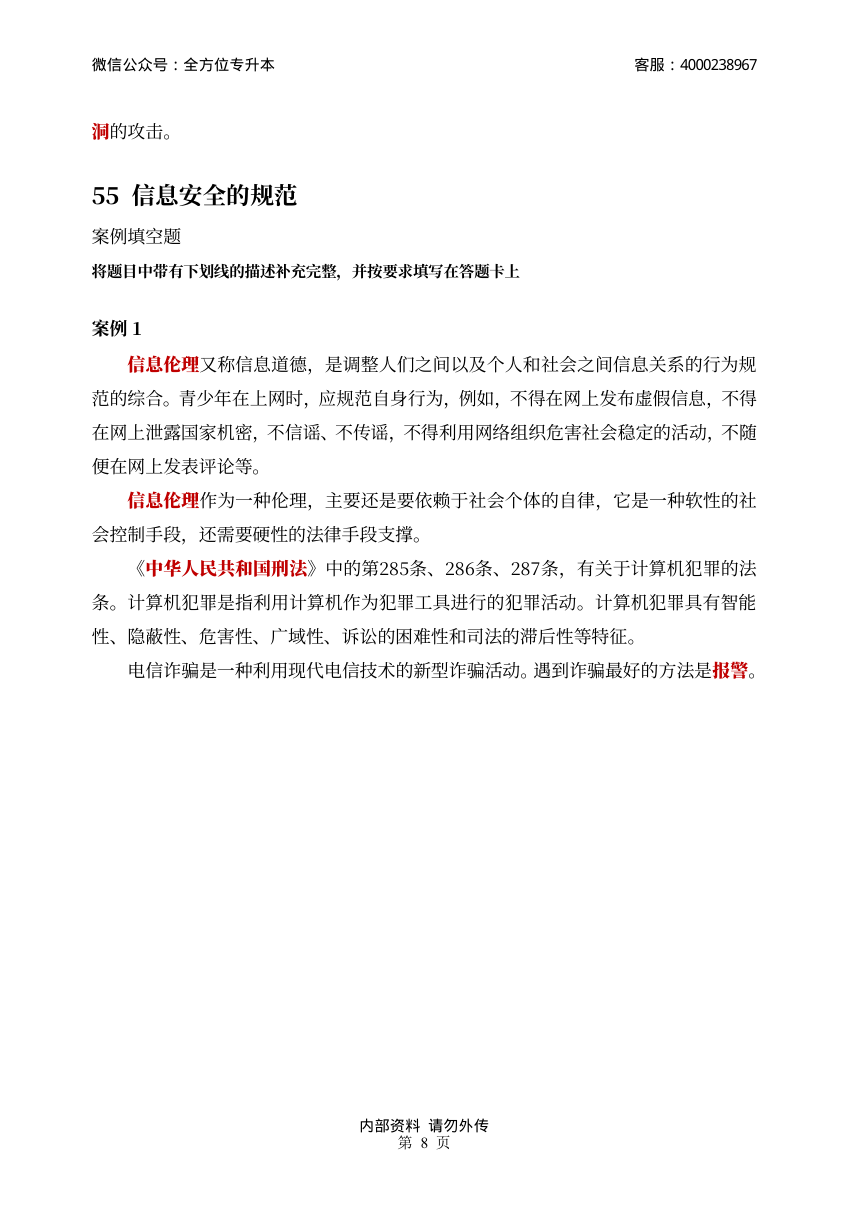 微信公众号：全方位专升本 客服：4000238967
洞的攻击。
55 信息安全的规范
案例填空题
将题目中带有下划线的描述补充完整，并按要求填写在答题卡上
案例 1
信息伦理又称信息道德，是调整人们之间以及个人和社会之间信息关系的行为规
范的综合。青少年在上网时，应规范自身行为，例如，不得在网上发布虚假信息，不得
在网上泄露国家机密，不信谣、不传谣，不得利用网络组织危害社会稳定的活动，不随
便在网上发表评论等。
信息伦理作为一种伦理，主要还是要依赖于社会个体的自律，它是一种软性的社
会控制手段，还需要硬性的法律手段支撑。
《中华人民共和国刑法》中的第285条、286条、287条，有关于计算机犯罪的法
条。计算机犯罪是指利用计算机作为犯罪工具进行的犯罪活动。计算机犯罪具有智能
性、隐蔽性、危害性、广域性、诉讼的困难性和司法的滞后性等特征。
电信诈骗是一种利用现代电信技术的新型诈骗活动。遇到诈骗最好的方法是报警。
内部资料 请勿外传
第 8 页